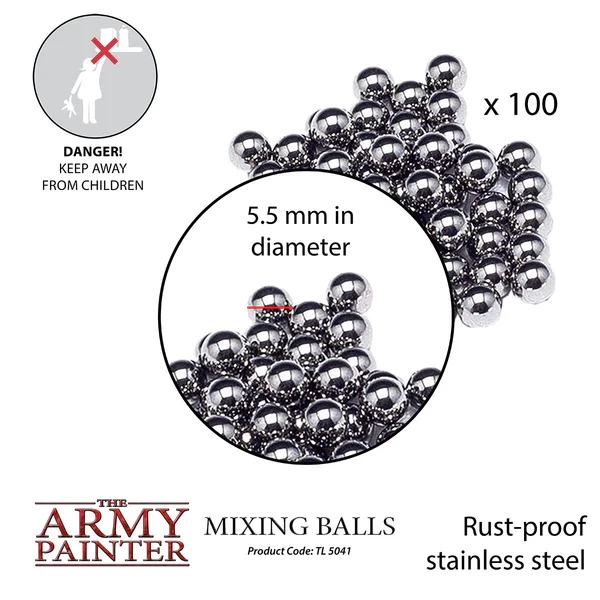 DANGER!
KEEP AWAY
FROM CHILDREN
x 100
5.5 mm in
diameter
THE
ARMY
PAINTER
MIXING BALLS
Product Code: TL 5041
Rust-proof
stainless steel